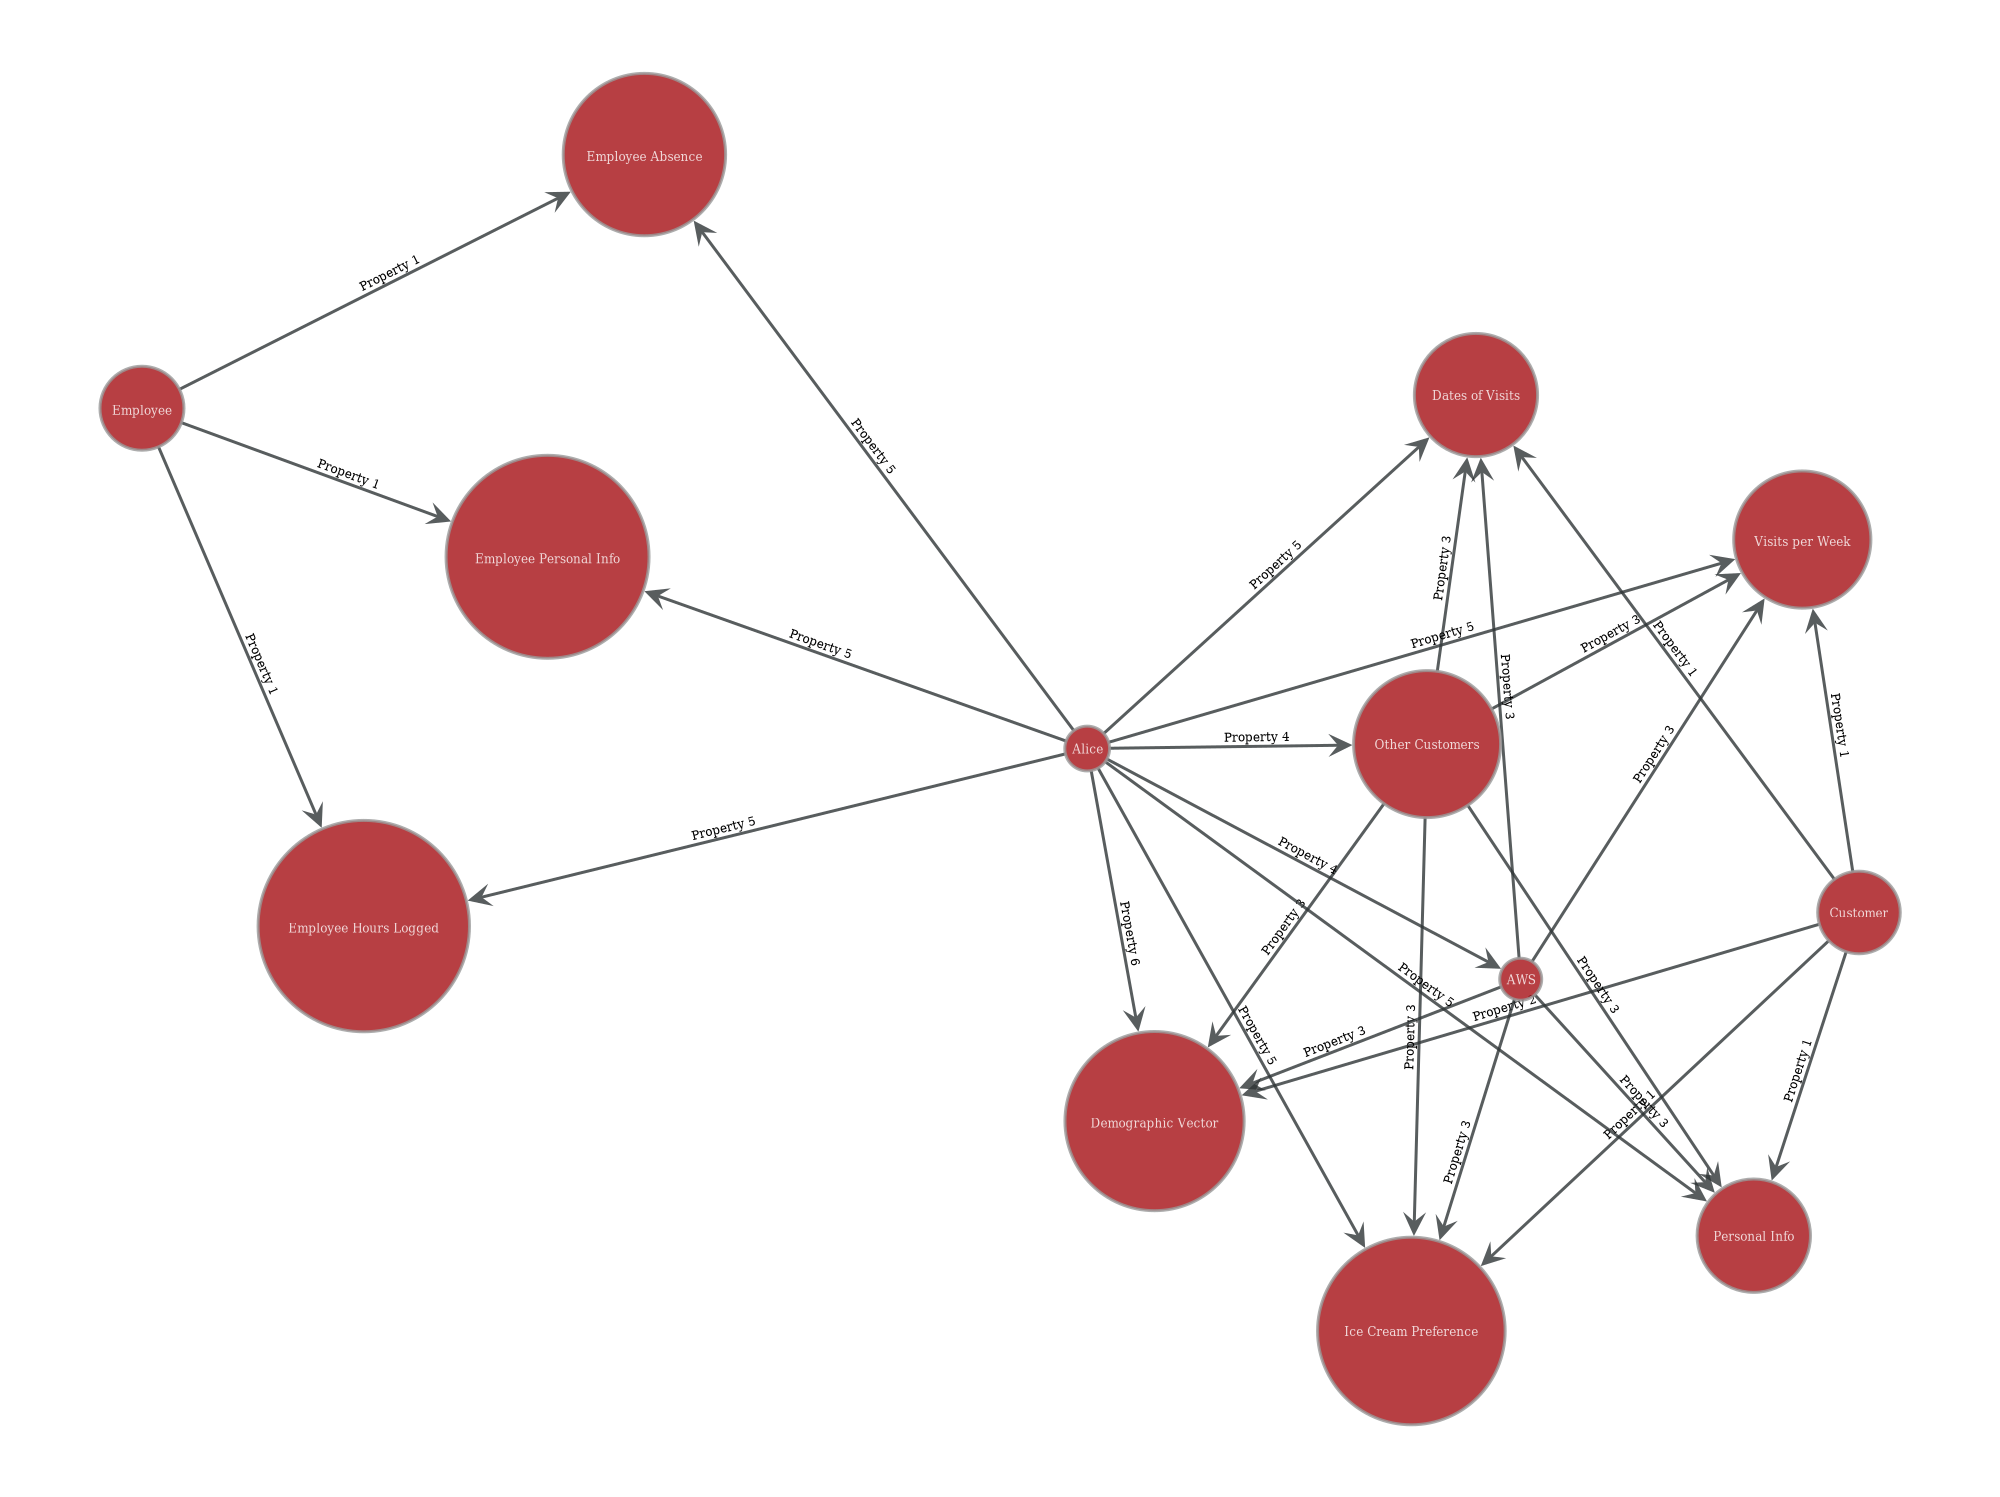 Employee Absence
Property 1
Dates of Visits
Employee
Property 5
Property 1
Visits per Week
Employee Personal Info
Property 5
Property 3
Property 5
Property 3
Property 5
Property 1
Property 1
Property 3
Property 1
Property 4
Other Customers
Alice
Property 3
Property 5
Property 4
Customer
Employee Hours Logged
Property 3
Property 6
AWS
Property 5
Property 3
Property 2
Property 3
Property 5
Property 3
Property 1
Property 3
Property 1
Demographic Vector
Property 3
Personal Info
Ice Cream Preference